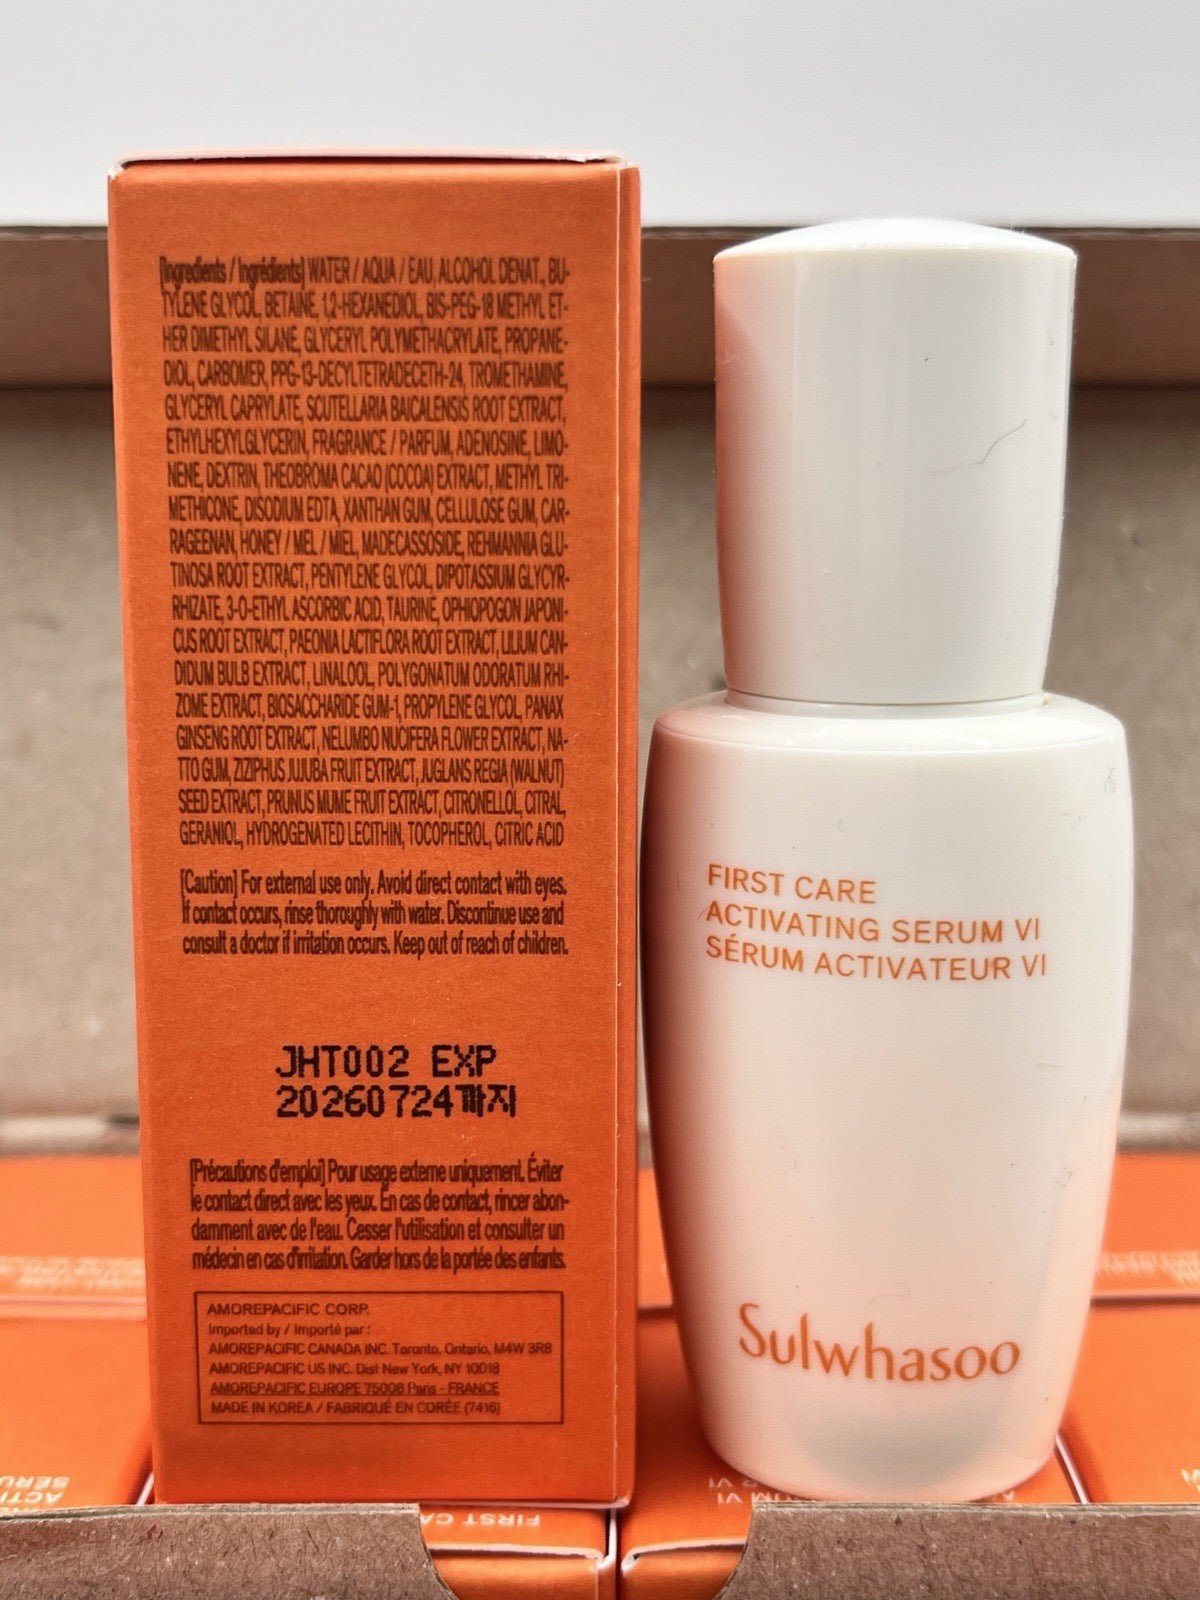 [Ingredients / Ingrédients] WATER / AQUA / EAU, ALCOHOL DENAT., BU-
TYLENE GLYCOL, BETAINE, 1,2-HEXANEDIOL, BIS-PEG-18 METHYL ET-
HER DIMETHYL SILANE, GLYCERYL POLYMETHACRYLATE, PROPANE-
DIOL, CARBOMER, PPG-13-DECYLTETRADECETH-24, TROMETHAMINE,
GLYCERYL CAPRYLATE, SCUTELLARIA BAICALENSIS ROOT EXTRACT,
ETHYLHEXYLGLYCERIN, FRAGRANCE / PARFUM, ADENOSINE, LIMO-
NENE, DEXTRIN, THEOBROMA CACAO (COCOA) EXTRACT, METHYL TRI-
METHICONE, DISODIUM EDTA, XANTHAN GUM, CELLULOSE GUM, CAR-
RAGEENAN, HONEY / MEL / MIEL, MADECASSOSIDE, REHMANNIA GLU-
TINOSA ROOT EXTRACT, PENTYLENE GLYCOL, DIPOTASSIUM GLYCYR-
RHIZATE, 3-O-ETHYL ASCORBIC ACID, TAURINE, OPHIOPOGON JAPONI-
CUS ROOT EXTRACT, PAEONIA LACTIFLORA ROOT EXTRACT, LILIUM CAN-
DIDUM BULB EXTRACT, LINALOOL, POLYGONATUM ODORATUM RHI-
ZOME EXTRACT, BIOSACCHARIDE GUM-1, PROPYLENE GLYCOL, PANAX
GINSENG ROOT EXTRACT, NELUMBO NUCIFERA FLOWER EXTRACT, NA-
TTO GUM, ZIZIPHUS JUJUBA FRUIT EXTRACT, JUGLANS REGIA (WALNUT)
SEED EXTRACT, PRUNUS MUME FRUIT EXTRACT, CITRONELLOL, CITRAL,
GERANIOL, HYDROGENATED LECITHIN, TOCOPHEROL, CITRIC ACID
[Caution] For external use only. Avoid direct contact with eyes.
If contact occurs, rinse thoroughly with water. Discontinue use and
consult a doctor if irritation occurs. Keep out of reach of children.
JHT002 EXP
20260724까지
[Précautions d'emploi] Pour usage externe uniquement. Éviter
le contact direct avec les yeux. En cas de contact, rincer abon-
damment avec de l'eau. Cesser l'utilisation et consulter un
médecin en cas d'irritation. Garder hors de la portée des enfants.
AMOREPACIFIC CORP.
Imported by / Importé par :
AMOREPACIFIC CANADA INC. Toronto, Ontario, M4W 3R8
AMOREPACIFIC US INC. Dist New York, NY 10018
AMOREPACIFIC EUROPE 75008 Paris - FRANCE
MADE IN KOREA / FABRIQUÉ EN CORÉE (7416)
FIRST CARE
ACTIVATING SERUM VI
SÉRUM ACTIVATEUR VI
Sulwhasoo